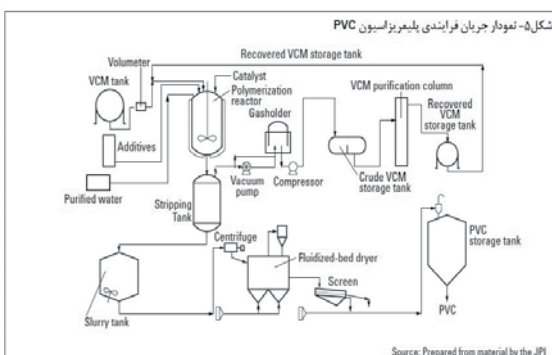 شکل۵- نمودار جریان فرایندی پلیمریزاسیون PVC
Recovered VCM storage tank
Volumeter
VCM tank
Catalyst
Polymerization
reactor
Gasholder
VCM purification column
Recovered
VCM
storage tank
Additives
Purified water
Vacuum
pump
Compressor
Crude VCM
storage tank
Stripping
Tank
Centrifuge
Fluidized-bed dryer
Screen
PVC
storage tank
Slurry tank
PVC
Source: Prepared from material by the JPI